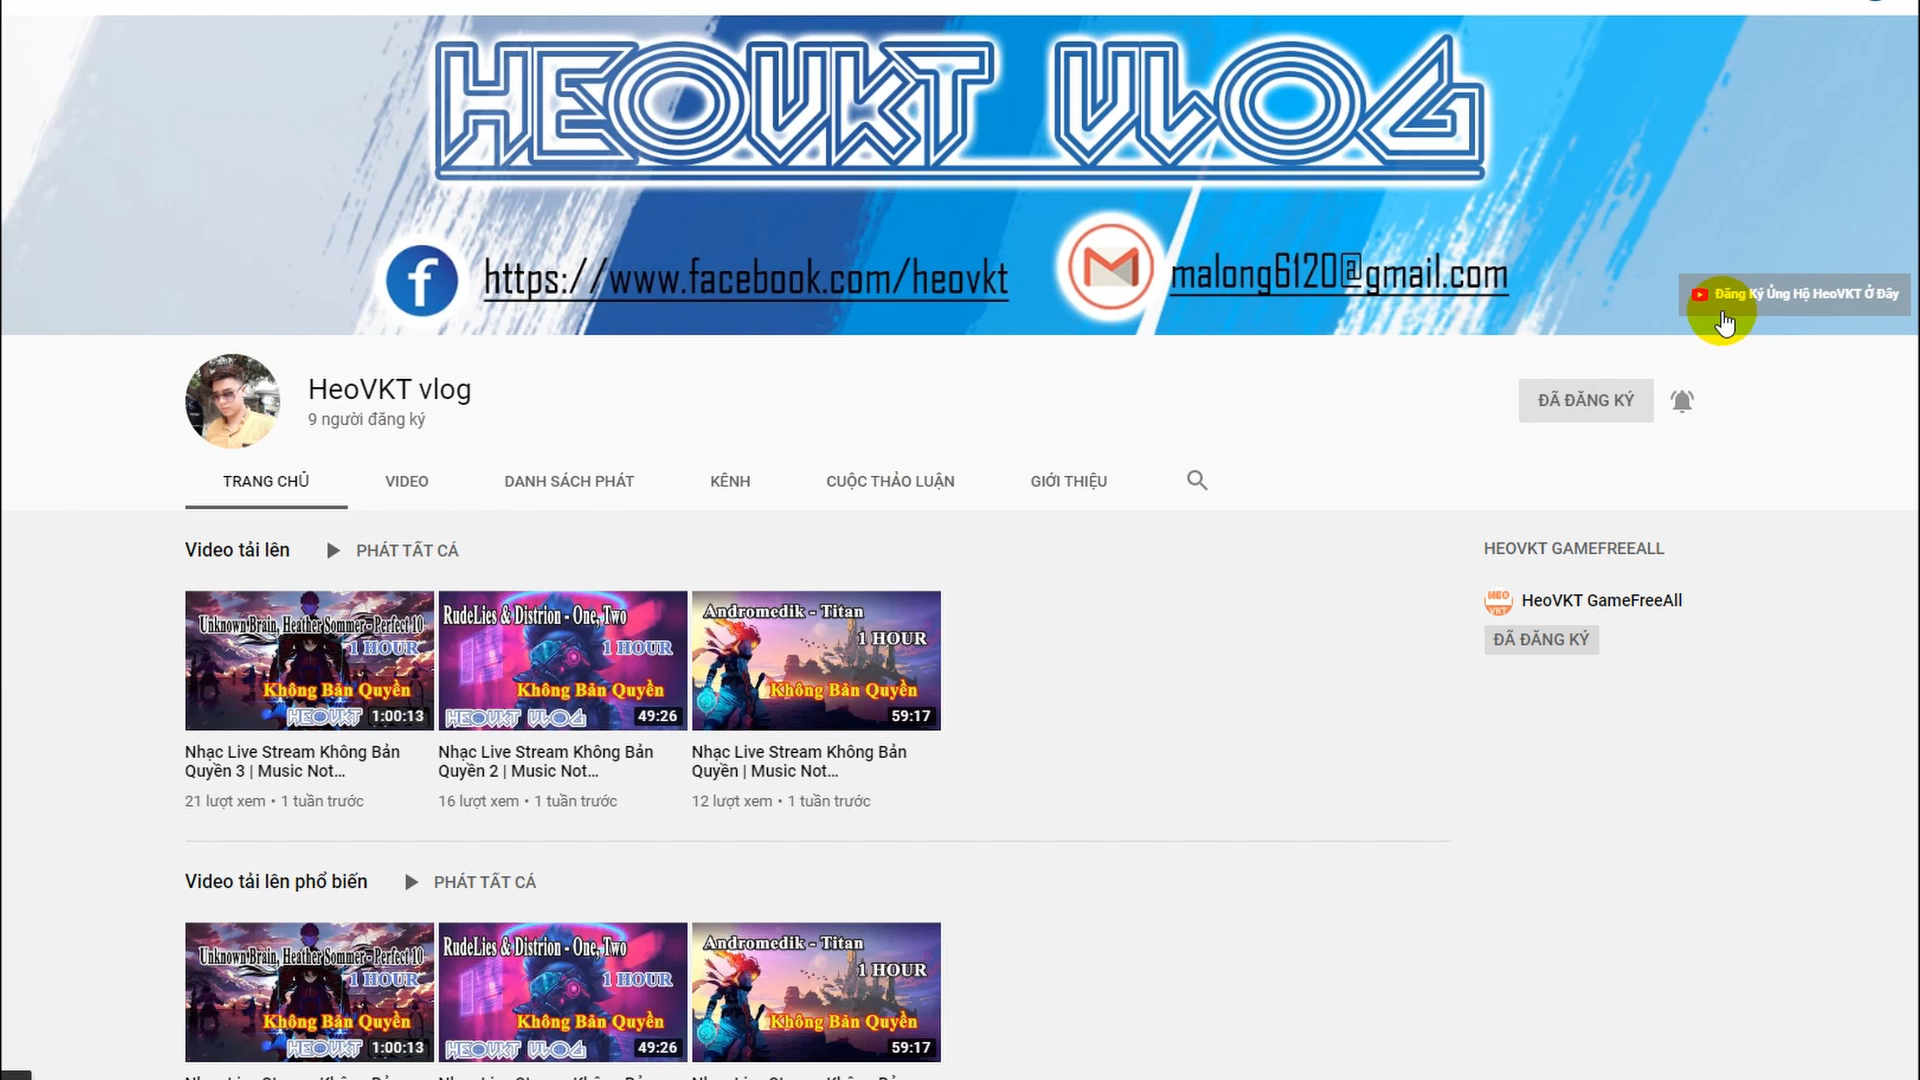 HEOVKT VLOG
https://www.facebook.com/heovkt
malong6120@gmail.com
Đăng Ký Ủng Hộ HeoVKT Ở Đây
HeoVKT vlog
9 người đăng ký
ĐÃ ĐĂNG KÝ
TRANG CHỦ
VIDEO
DANH SÁCH PHÁT
KÊNH
CUỘC THẢO LUẬN
GIỚI THIỆU
Video tải lên
PHÁT TẤT CẢ
Unknown Brain, Heather Sommer - Perfect 10
1 HOUR
Không Bản Quyền
HEOVKT
1:00:13
Nhạc Live Stream Không Bản
Quyền 3 | Music Not...
21 lượt xem • 1 tuần trước
RudeLies & Distrion - One, Two
1 HOUR
Không Bản Quyền
HEOVKT VLOG
49:26
Nhạc Live Stream Không Bản
Quyền 2 | Music Not...
16 lượt xem • 1 tuần trước
Andromedik - Titan
1 HOUR
Không Bản Quyền
59:17
Nhạc Live Stream Không Bản
Quyền | Music Not...
12 lượt xem • 1 tuần trước
HEOVKT GAMEFREEALL
HEO
VKT
HeoVKT GameFreeAll
ĐÃ ĐĂNG KÝ
Video tải lên phổ biến
PHÁT TẤT CẢ
Unknown Brain, Heather Sommer - Perfect 10
1 HOUR
Không Bản Quyền
HEOVKT
1:00:13
RudeLies & Distrion - One, Two
1 HOUR
Không Bản Quyền
HEOVKT VLOG
49:26
Andromedik - Titan
1 HOUR
Không Bản Quyền
59:17